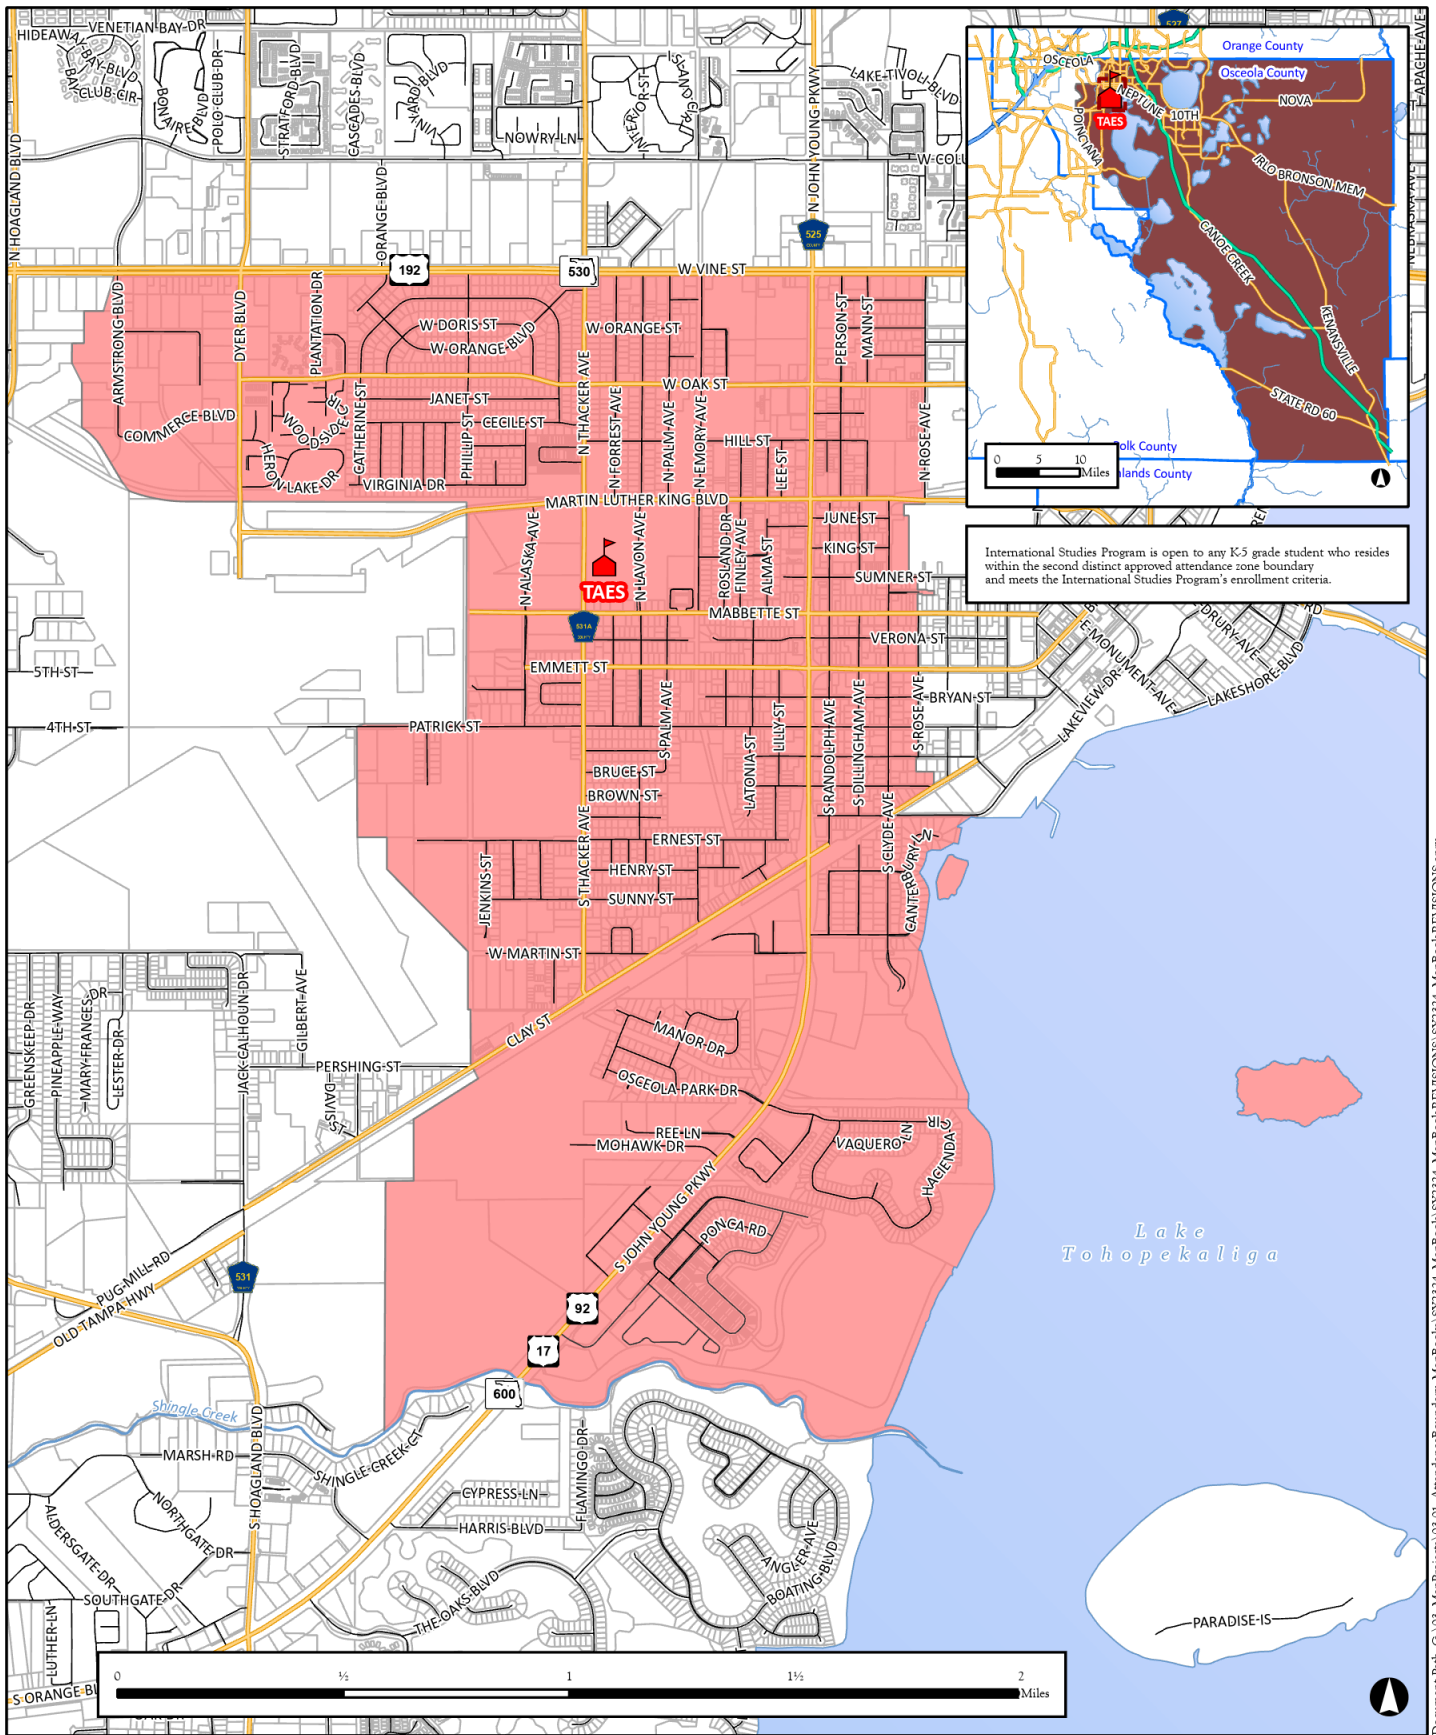 HIDEAWAY-BAY-BLVD
VENETIAN-BAY-DR
BAY-CLUB-CIR
BONAIRE BLVD
POLO-CLUB-DR
STRATFORD-BLVD
CASCADES-BLVD
VINEYARD-BLVD
NOWRY-LN
INTERIOR-ST
N-JOHN-YOUNG-PKWY
LAKE-TIVOLI-BLVD
527
APACHE-AVE
N-HOAGLAND-BLVD
ORANGE-BLVD
Orange County
Osceola County
OSCEOLA
NEPTUNE
10TH
NOVA
TAES
POINCIANA
IRLO BRONSON MEM
CANOE CREEK
KENANSVILLE
STATE RD 60
Polk County
lands County
0 5 10
Miles
525
192
530
W VINE ST
ARMSTRONG-BLVD
DYER BLVD
PLANTATION-DR
W DORIS ST
W ORANGE-BLVD
W ORANGE-ST
PERSON-ST
MANN-ST
W OAK-ST
JANET-ST
CECILE-ST
COMMERCE-BLVD
WOODSIDE-CIR
CATHERINE-ST
PHILLIP-ST
N THACKER AVE
N-FORREST-AVE
N-PALM-AVE
N-EMORY-AVE
HILL-ST
LEE-ST
N-ROSE-AVE
HERON-LAKE-DR
VIRGINIA DR
MARTIN LUTHER KING BLVD
N-ALASKA-AVE
N-LAVON-AVE
ROSLAND-DR
FINLEY-AVE
ALMA-ST
JUNE-ST
KING-ST
SUMNER-ST
TAES
531A
MABBETTE ST
VERONA-ST
International Studies Program is open to any K-5 grade student who resides
within the second distinct approved attendance zone boundary
and meets the International Studies Program's enrollment criteria.
5TH-ST
EMMETT ST
BRYAN-ST
E-MONUMENT-AVE
DRURY-AVE
LAKESHORE-BLVD
LAKEVIEW-DR
4TH-ST
PATRICK-ST
S-PALM-AVE
LATONIA-ST
LILLY-ST
S-RANDOLPH-AVE
S-DILLINGHAM-AVE
S-ROSE-AVE
BRUCE-ST
BROWN-ST
S-CLYDE-AVE
CANTERBURY-LN
ERNEST-ST
HENRY-ST
SUNNY-ST
JENKINS-ST
S THACKER AVE
W-MARTIN-ST
CLAY ST
GREENSKEEP-DR
PINEAPPLE-WAY
MARY-FRANCES-DR
LESTER-DR
JACK-CALHOUN-DR
GILBERT-AVE
PERSHING-ST
DAVIS-ST
MANOR-DR
OSCEOLA-PARK-DR
REE-LN
MOHAWK-DR
VAQUERO-LN
HACIENDA-CIR
PONCA-RD
S JOHN YOUNG PKWY
Lake
Tohopekaliga
PUG-MILL-RD
OLD TAMPA HWY
531
92
17
600
Shingle Creek
MARSH-RD
SHINGLE-CREEK-CT
S HOAGLAND BLVD
FLAMINGO-DR
CYPRESS-LN
HARRIS-BLVD
ALDERSGATE-DR
NORTHGATE-DR
SOUTHGATE-DR
LUTHER-LN
THE-OAKS-BLVD
ANGLER-AVE
BOATING-BLVD
PARADISE-IS
0 ½ 1 1½ 2
Miles